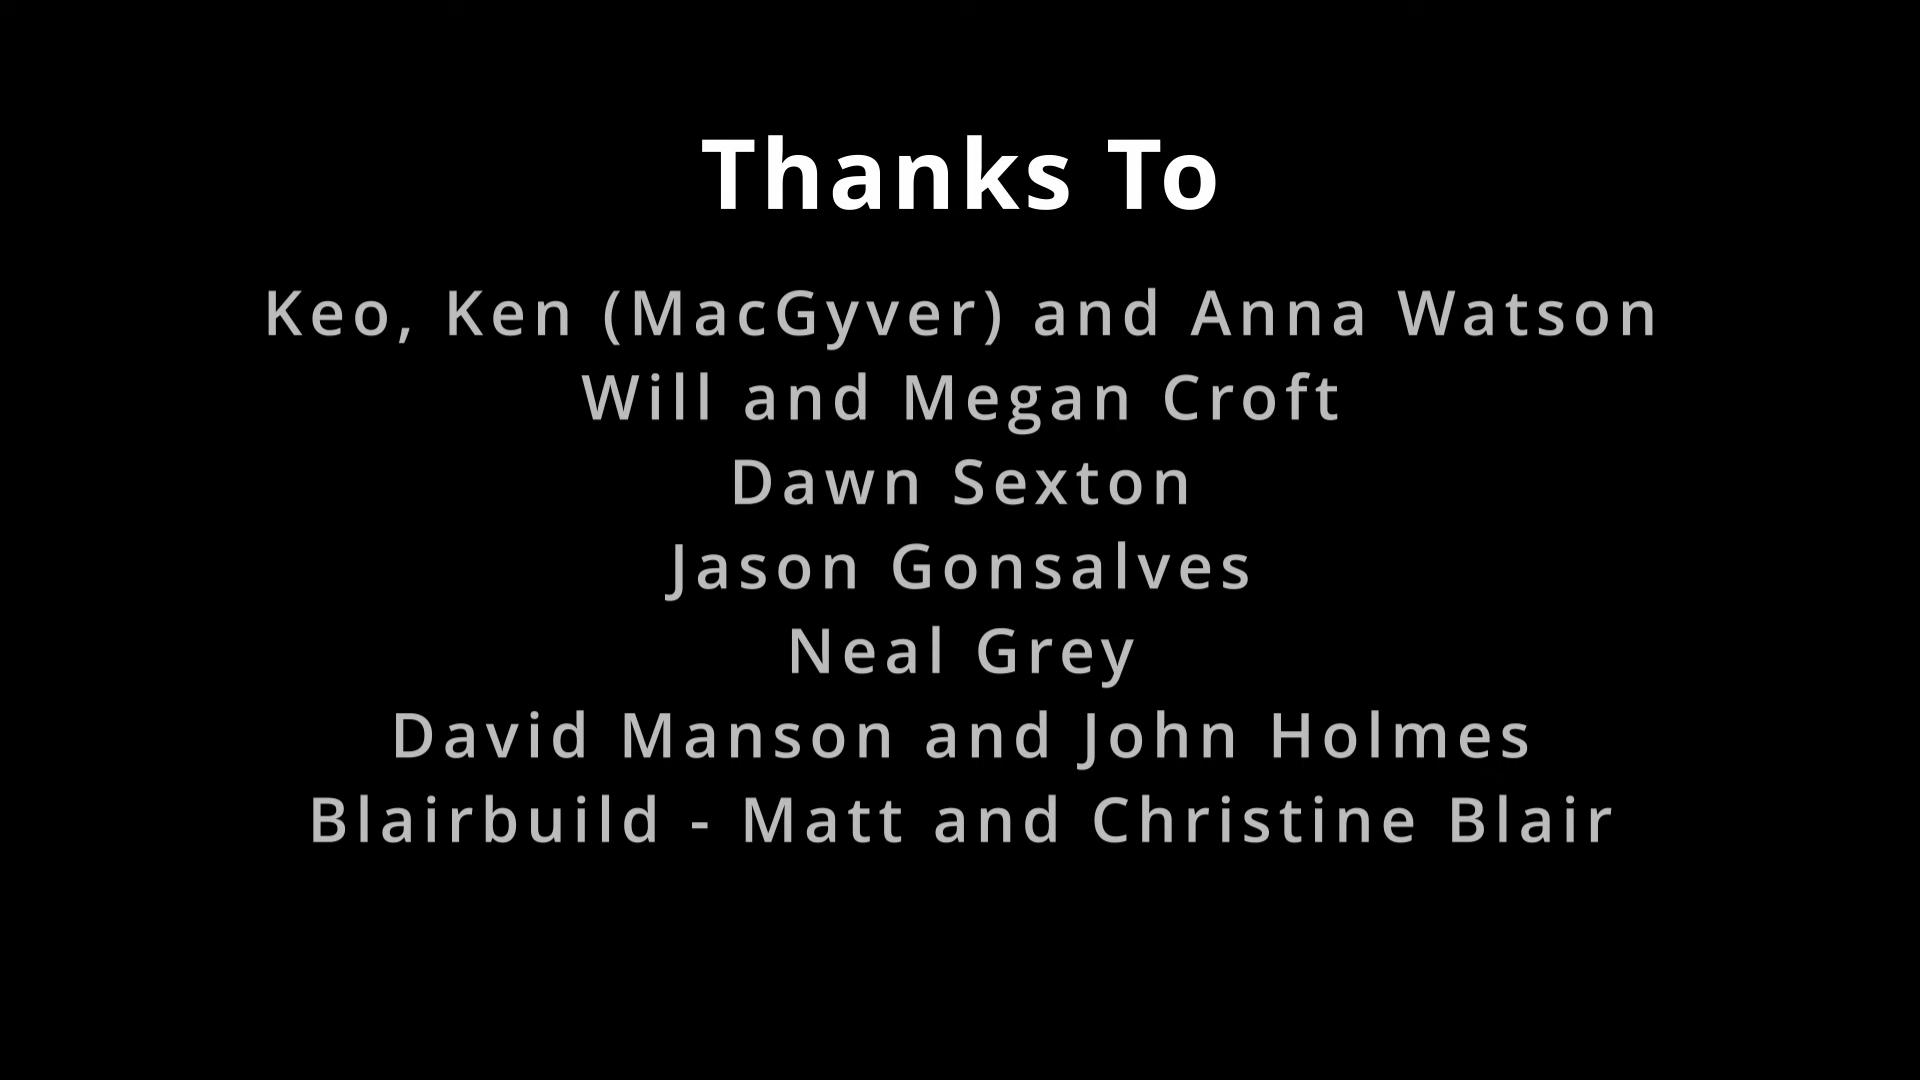 Thanks To
Keo, Ken (MacGyver) and Anna Watson
Will and Megan Croft
Dawn Sexton
Jason Gonsalves
Neal Grey
David Manson and John Holmes
Blairbuild - Matt and Christine Blair